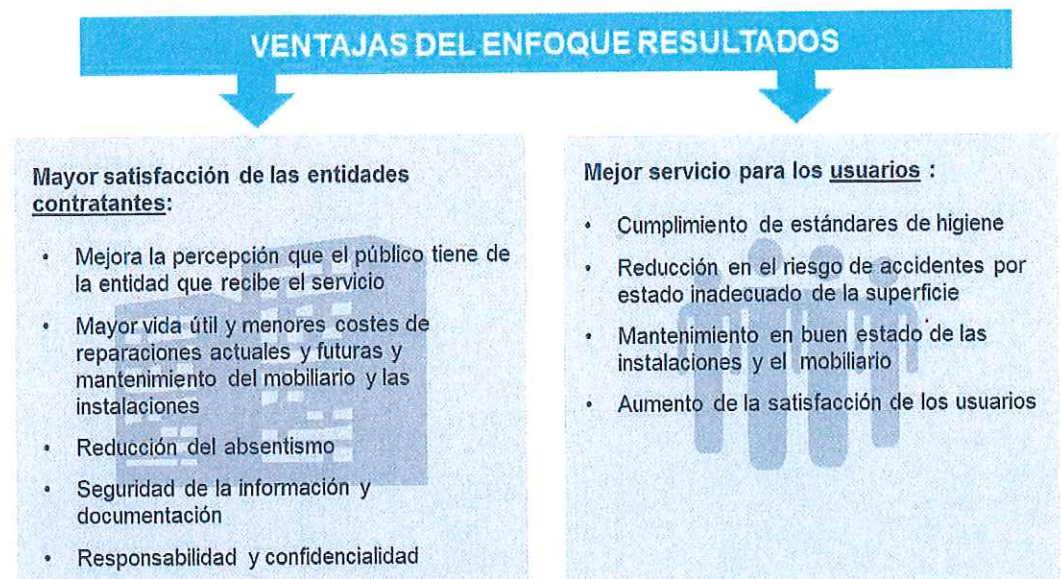 VENTAJAS DEL ENFOQUE RESULTADOS
Mayor satisfacción de las entidades
contratantes:
• Mejora la percepción que el público tiene de
la entidad que recibe el servicio
• Mayor vida útil y menores costes de
reparaciones actuales y futuras y
mantenimiento del mobiliario y las
instalaciones
• Reducción del absentismo
• Seguridad de la información y
documentación
• Responsabilidad y confidencialidad
Mejor servicio para los usuarios :
• Cumplimiento de estándares de higiene
• Reducción en el riesgo de accidentes por
estado inadecuado de la superficie
• Mantenimiento en buen estado de las
instalaciones y el mobiliario
• Aumento de la satisfacción de los usuarios